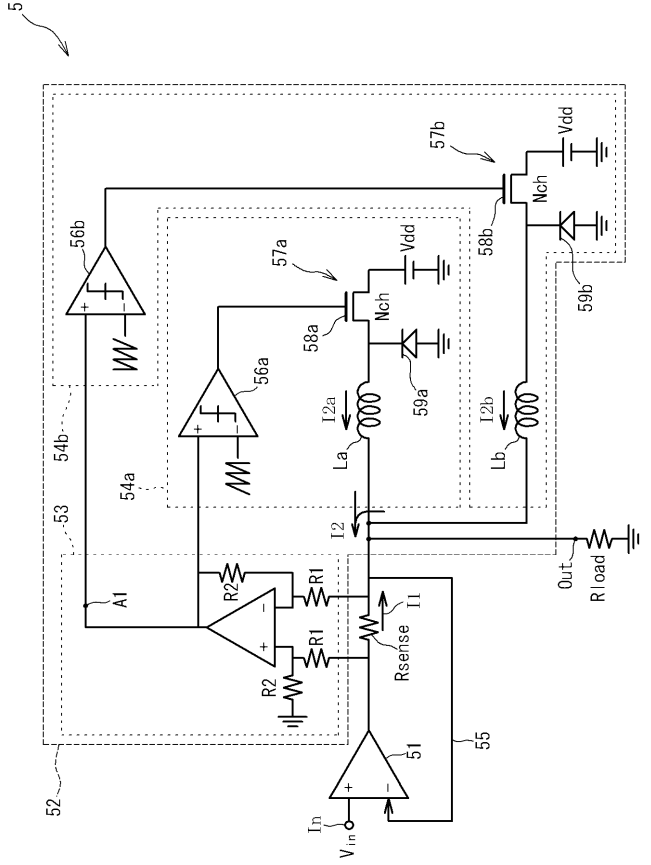 5
57b
Vdd
Nch
58b
59b
56b
+
−
57a
Vdd
Nch
58a
59a
56a
+
−
54b
54a
I2a
La
I2b
Lb
53
I2
A1
R2
R1
−
+
R1
R2
I1
Rsense
Out
Rload
52
51
+
−
55
In
Vin